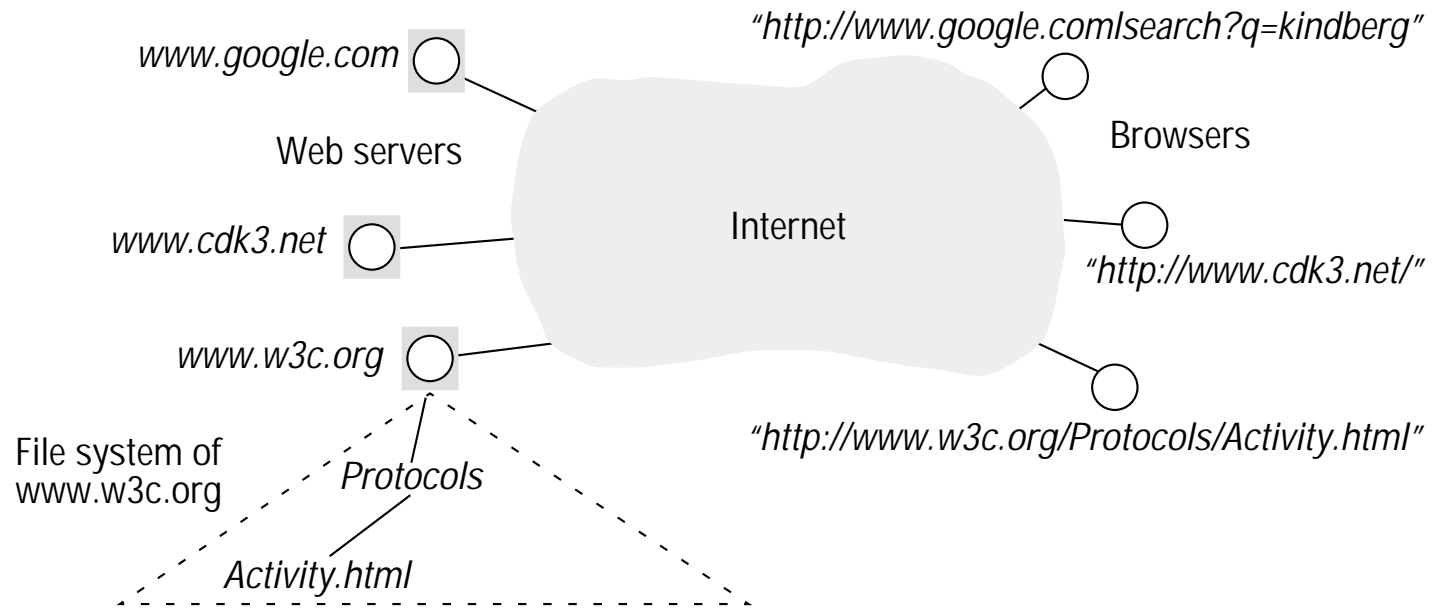 “http://www.google.comlsearch?q=kindberg”
www.google.com
Browsers
Web servers
Internet
www.cdk3.net
“http://www.cdk3.net/”
www.w3c.org
“http://www.w3c.org/Protocols/Activity.html”
File system of
www.w3c.org
Protocols
Activity.html